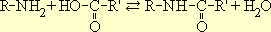 R-NH₂+HO-C-R' ⇄ R-NH-C-R'+H₂O
O O